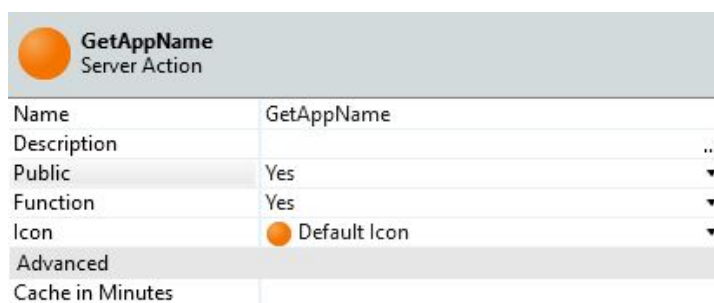 GetAppName
Server Action
Name GetAppName
Description ..
Public Yes
Function Yes
Icon Default Icon
Advanced
Cache in Minutes